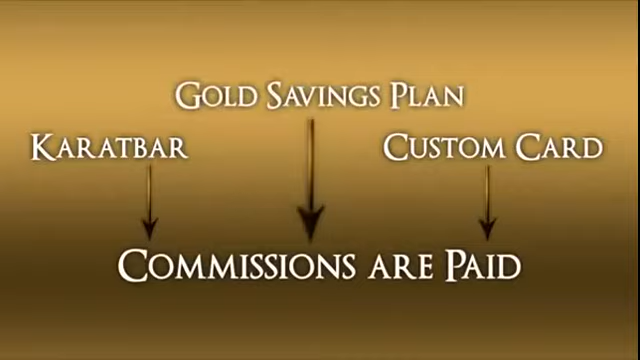 Gold Savings Plan
Karatbar
Custom Card
Commissions are Paid